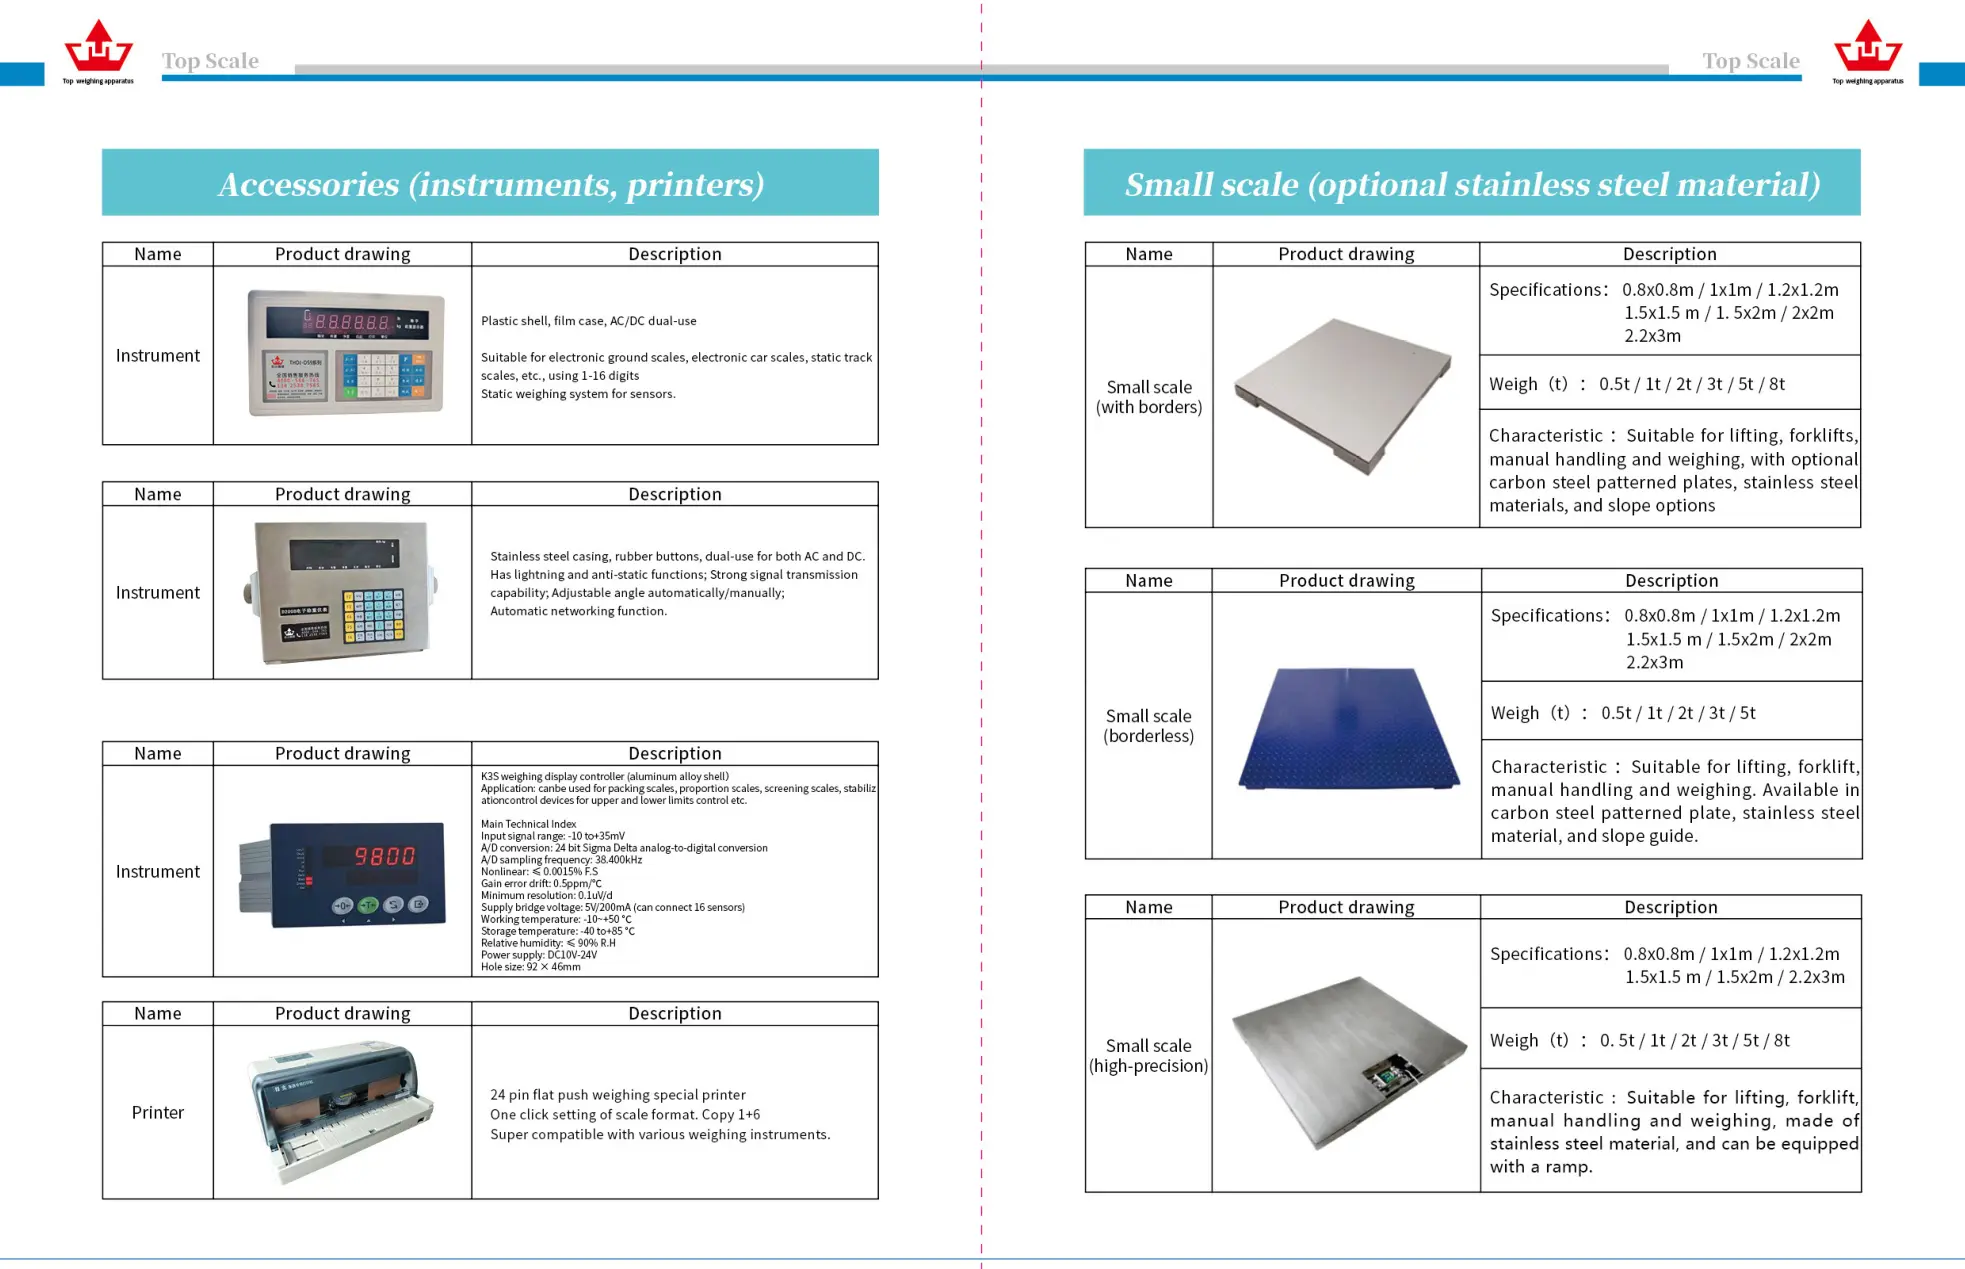 Top weighing apparatus
Top Scale
Top Scale
Top weighing apparatus
Accessories (instruments, printers)
Name
Product drawing
Description
Instrument
Plastic shell, film case, AC/DC dual-use
Suitable for electronic ground scales, electronic car scales, static track
scales, etc., using 1-16 digits
Static weighing system for sensors.
Name
Product drawing
Description
Instrument
Stainless steel casing, rubber buttons, dual-use for both AC and DC.
Has lightning and anti-static functions; Strong signal transmission
capability; Adjustable angle automatically/manually;
Automatic networking function.
Name
Product drawing
Description
Instrument
9800
→0←
→T←
K3S weighing display controller (aluminum alloy shell)
Application: canbe used for packing scales, proportion scales, screening scales, stabiliz
ationcontrol devices for upper and lower limits control etc.
Main Technical Index
Input signal range: -10 to+35mV
A/D conversion: 24 bit Sigma Delta analog-to-digital conversion
A/D sampling frequency: 38.400kHz
Nonlinear: ≤ 0.0015% F.S
Gain error drift: 0.5ppm/℃
Minimum resolution: 0.1uV/d
Supply bridge voltage: 5V/200mA (can connect 16 sensors)
Working temperature: -10~+50 ℃
Storage temperature: -40 to+85 ℃
Relative humidity: ≤ 90% R.H
Power supply: DC10V-24V
Hole size: 92 × 46mm
Name
Product drawing
Description
Printer
24 pin flat push weighing special printer
One click setting of scale format. Copy 1+6
Super compatible with various weighing instruments.
Small scale (optional stainless steel material)
Name
Product drawing
Description
Small scale
(with borders)
Specifications： 0.8x0.8m / 1x1m / 1.2x1.2m
1.5x1.5 m / 1. 5x2m / 2x2m
2.2x3m
Weigh（t）： 0.5t / 1t / 2t / 3t / 5t / 8t
Characteristic ：Suitable for lifting, forklifts,
manual handling and weighing, with optional
carbon steel patterned plates, stainless steel
materials, and slope options
Name
Product drawing
Description
Small scale
(borderless)
Specifications： 0.8x0.8m / 1x1m / 1.2x1.2m
1.5x1.5 m / 1.5x2m / 2x2m
2.2x3m
Weigh（t）： 0.5t / 1t / 2t / 3t / 5t
Characteristic ：Suitable for lifting, forklift,
manual handling and weighing. Available in
carbon steel patterned plate, stainless steel
material, and slope guide.
Name
Product drawing
Description
Small scale
(high-precision)
Specifications： 0.8x0.8m / 1x1m / 1.2x1.2m
1.5x1.5 m / 1.5x2m / 2.2x3m
Weigh（t）： 0. 5t / 1t / 2t / 3t / 5t / 8t
Characteristic : Suitable for lifting, forklift,
manual handling and weighing, made of
stainless steel material, and can be equipped
with a ramp.